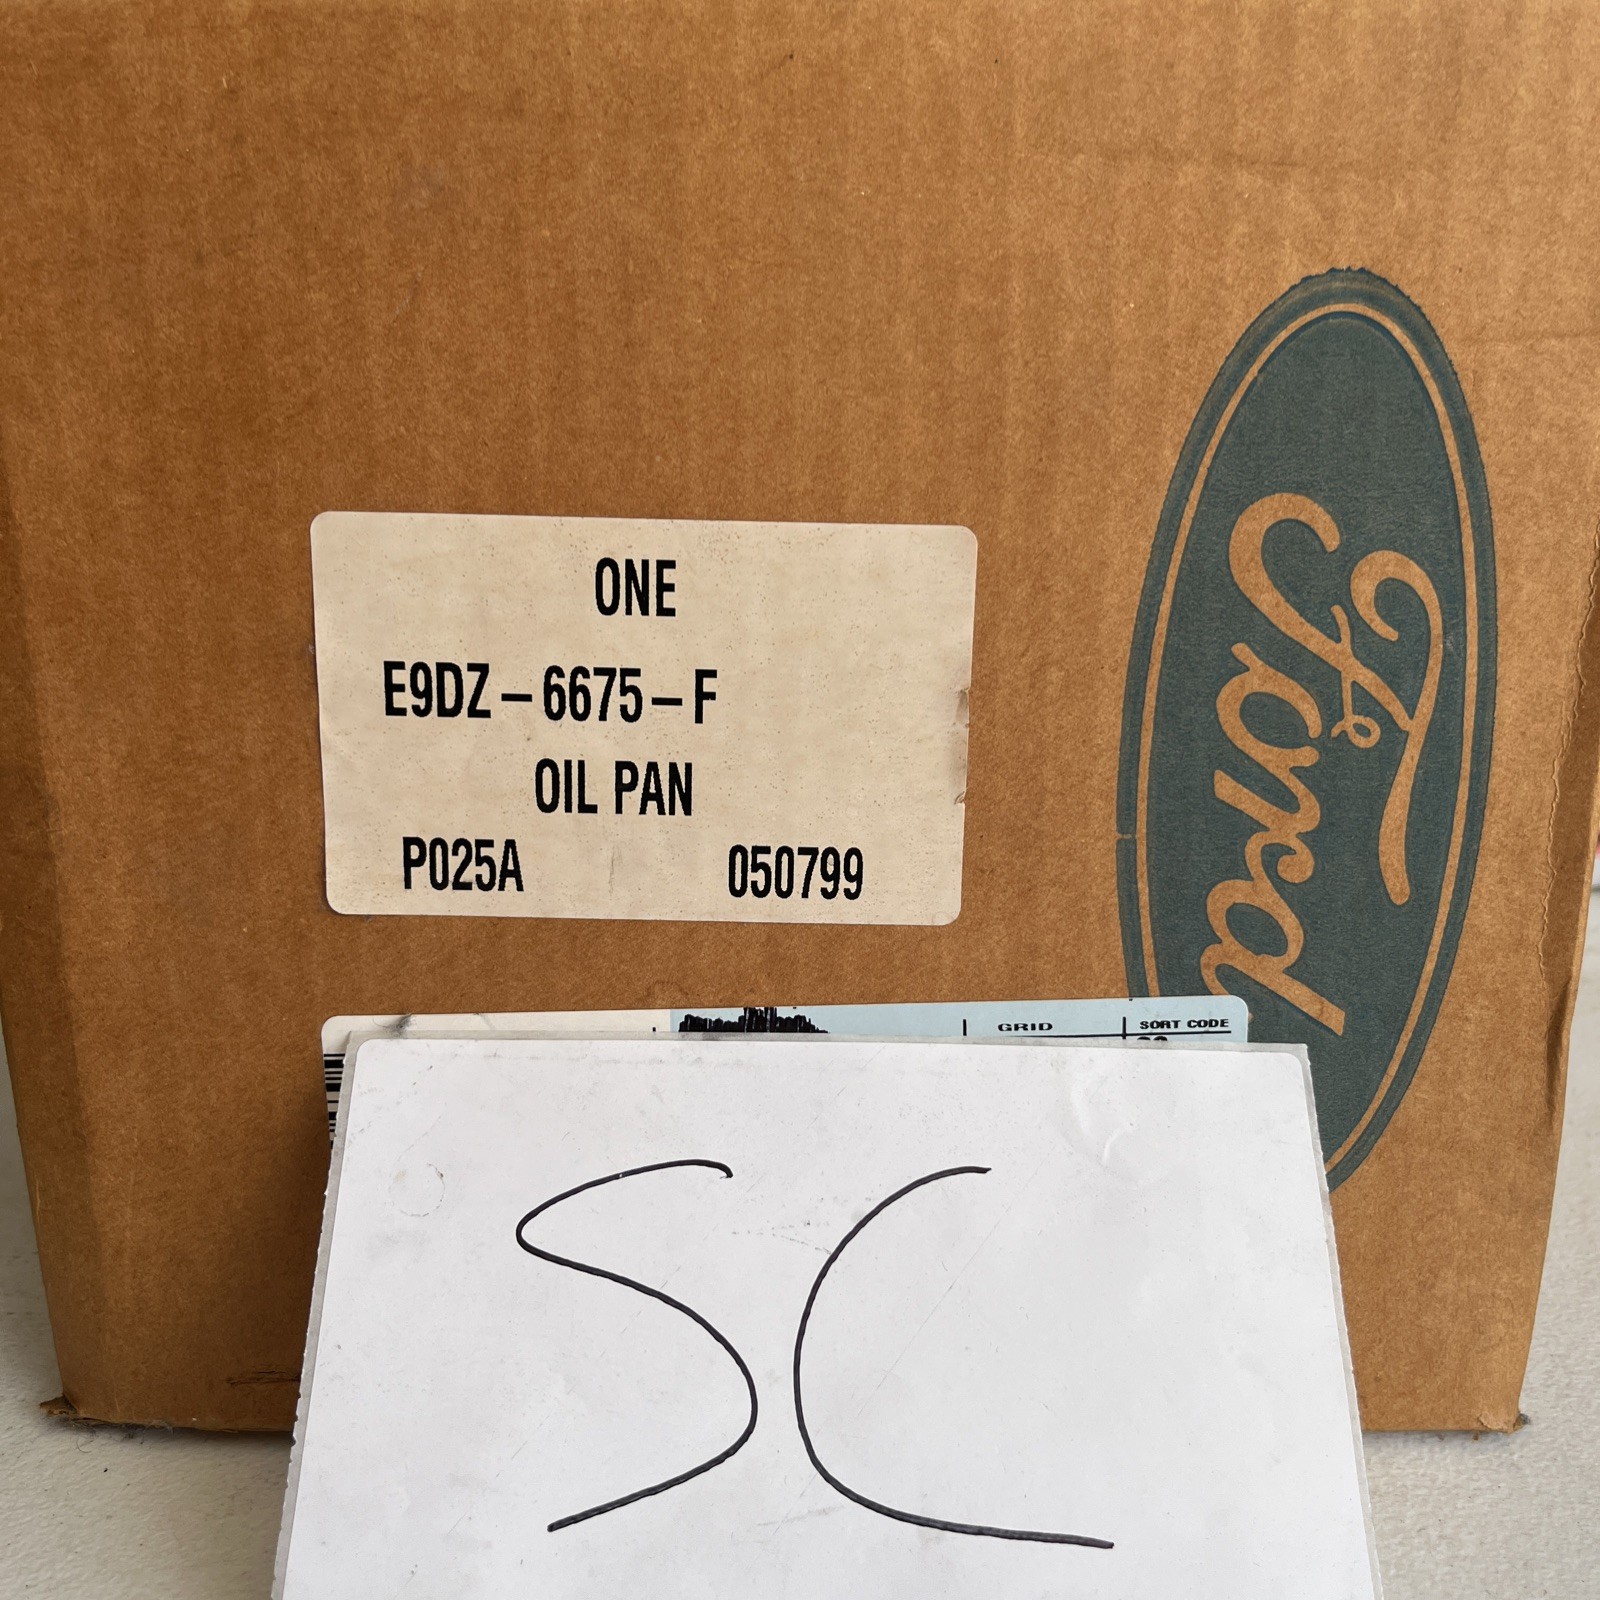 ONE
E9DZ-6675-F
OIL PAN
P025A 050799
Ford
GRID SORT CODE
SC